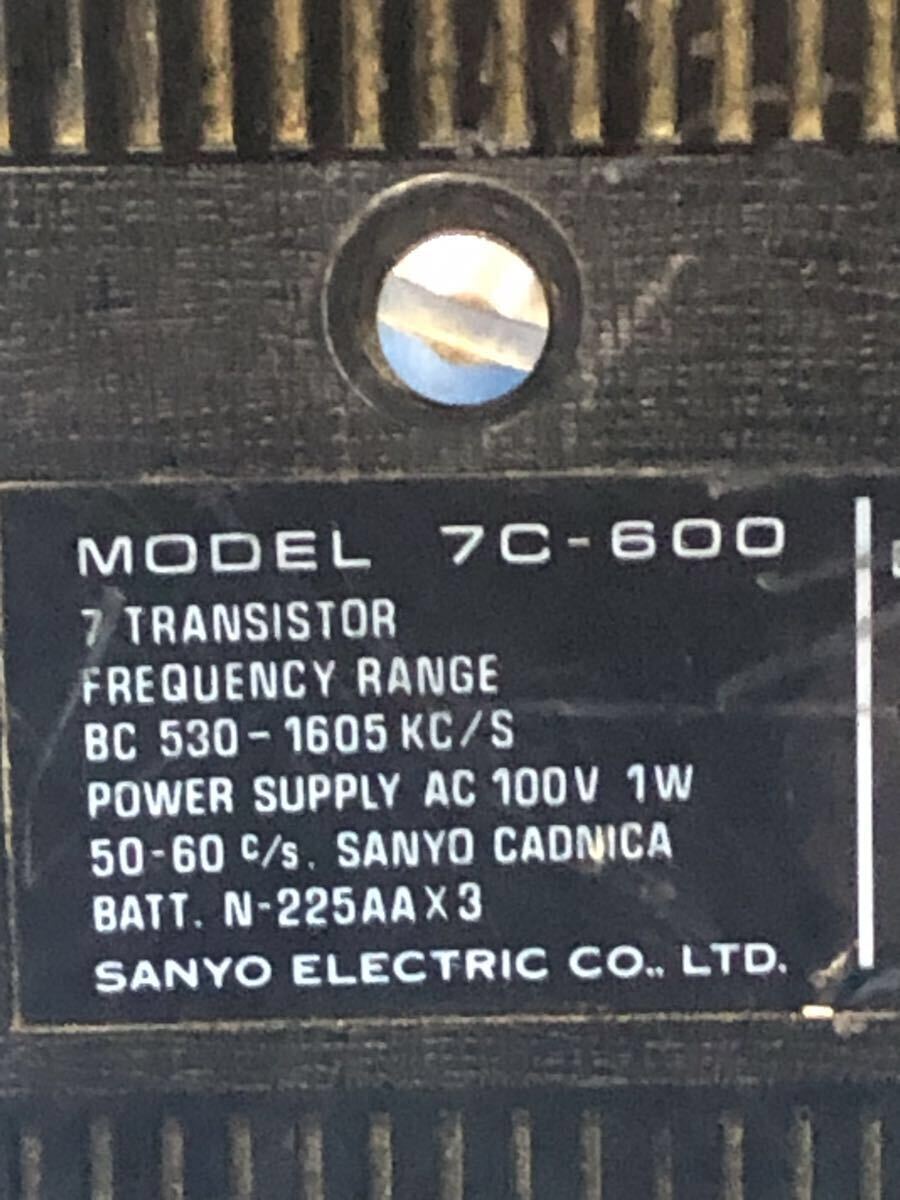 MODEL 7C-600
7 TRANSISTOR
FREQUENCY RANGE
BC 530-1605 KC/S
POWER SUPPLY AC 100V 1W
50-60 c/s. SANYO CADNICA
BATT. N-225AA X 3
SANYO ELECTRIC CO., LTD.